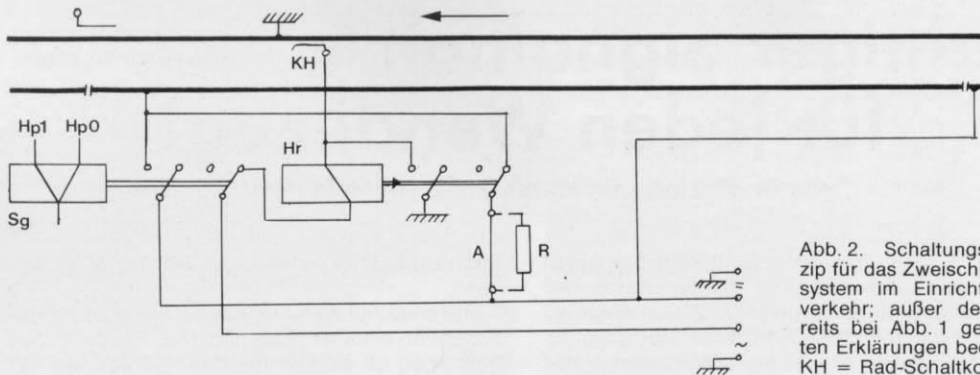 KH
Hp1 Hp0
Hr
Sg
A
R
=
~
Abb. 2. Schaltungs
zip für das Zweisch
system im Einricht
verkehr; außer de
reits bei Abb. 1 ge
ten Erklärungen bed
KH = Rad-Schaltko